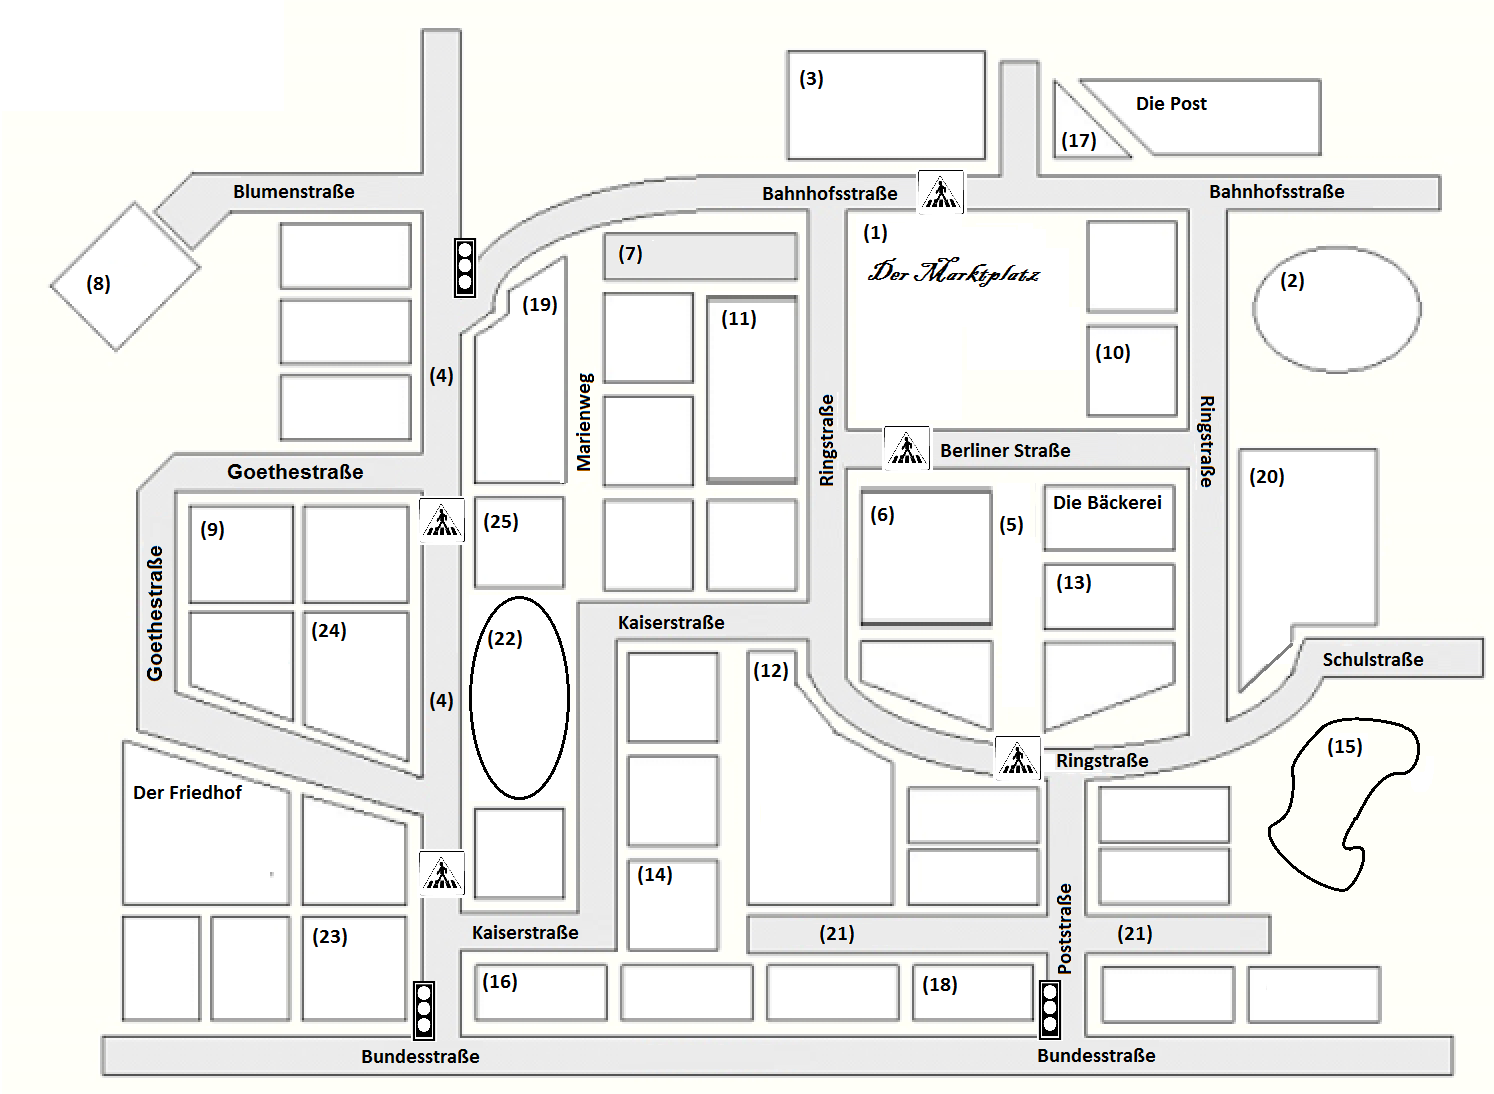 (3)
Die Post
(17)
Blumenstraße
Bahnhofsstraße
Bahnhofsstraße
(1)
Der Marktplatz
(7)
(8)
(2)
(19)
(11)
(10)
(4)
Marienweg
Ringstraße
Ringstraße
Berliner Straße
Goethestraße
(20)
(9)
(25)
(6)
(5)
Die Bäckerei
(13)
Goethestraße
(24)
(22)
Kaiserstraße
(12)
Schulstraße
(4)
(15)
Ringstraße
Der Friedhof
(14)
Poststraße
(23)
Kaiserstraße
(21)
(21)
(16)
(18)
Bundesstraße
Bundesstraße